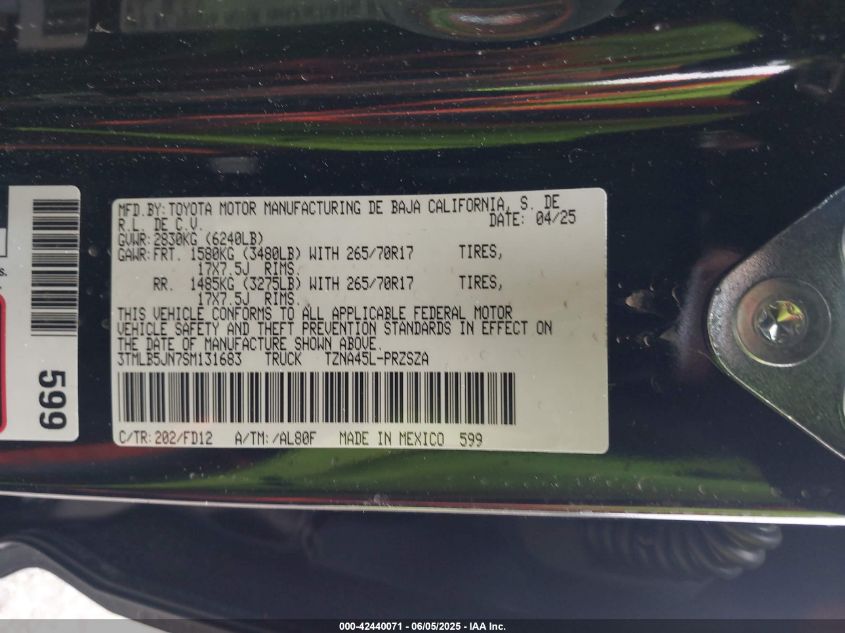 MFD.BY:TOYOTA MOTOR MANUFACTURING DE BAJA CALIFORNIA, S. DE
R.L. DE C.V. DATE: 04/25
GVWR:2830KG (6240LB)
GAWR:FRT. 1580KG (3480LB) WITH 265/70R17 TIRES,
17X7.5J RIMS.
RR. 1485KG (3275LB) WITH 265/70R17 TIRES,
17X7.5J RIMS.
THIS VEHICLE CONFORMS TO ALL APPLICABLE FEDERAL MOTOR
VEHICLE SAFETY AND THEFT PREVENTION STANDARDS IN EFFECT ON
THE DATE OF MANUFACTURE SHOWN ABOVE.
3TMLB5JN7SM131683 TRUCK TZNA45L-PRZSZA
C/TR:202/FD12 A/TM:/AL80F MADE IN MEXICO 599
599
000-42440071 - 06/05/2025 - IAA Inc.